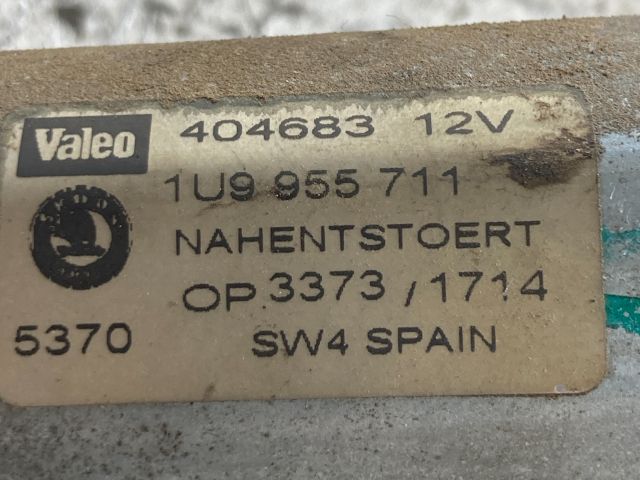 Valeo 404683 12V
1U9 955 711
NAHENTSTOERT
OP 3373 / 1714
5370 SW4 SPAIN